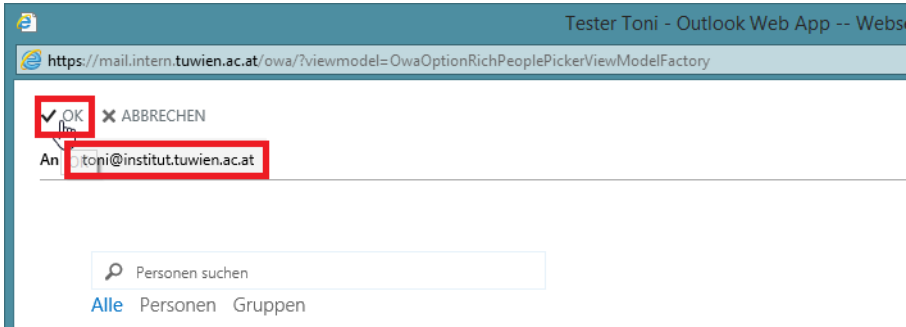 Tester Toni - Outlook Web App -- Webs
https://mail.intern.tuwien.ac.at/owa/?viewmodel=OwaOptionRichPeoplePickerViewModelFactory
OK ABBRECHEN
An toni@institut.tuwien.ac.at
Personen suchen
Alle Personen Gruppen